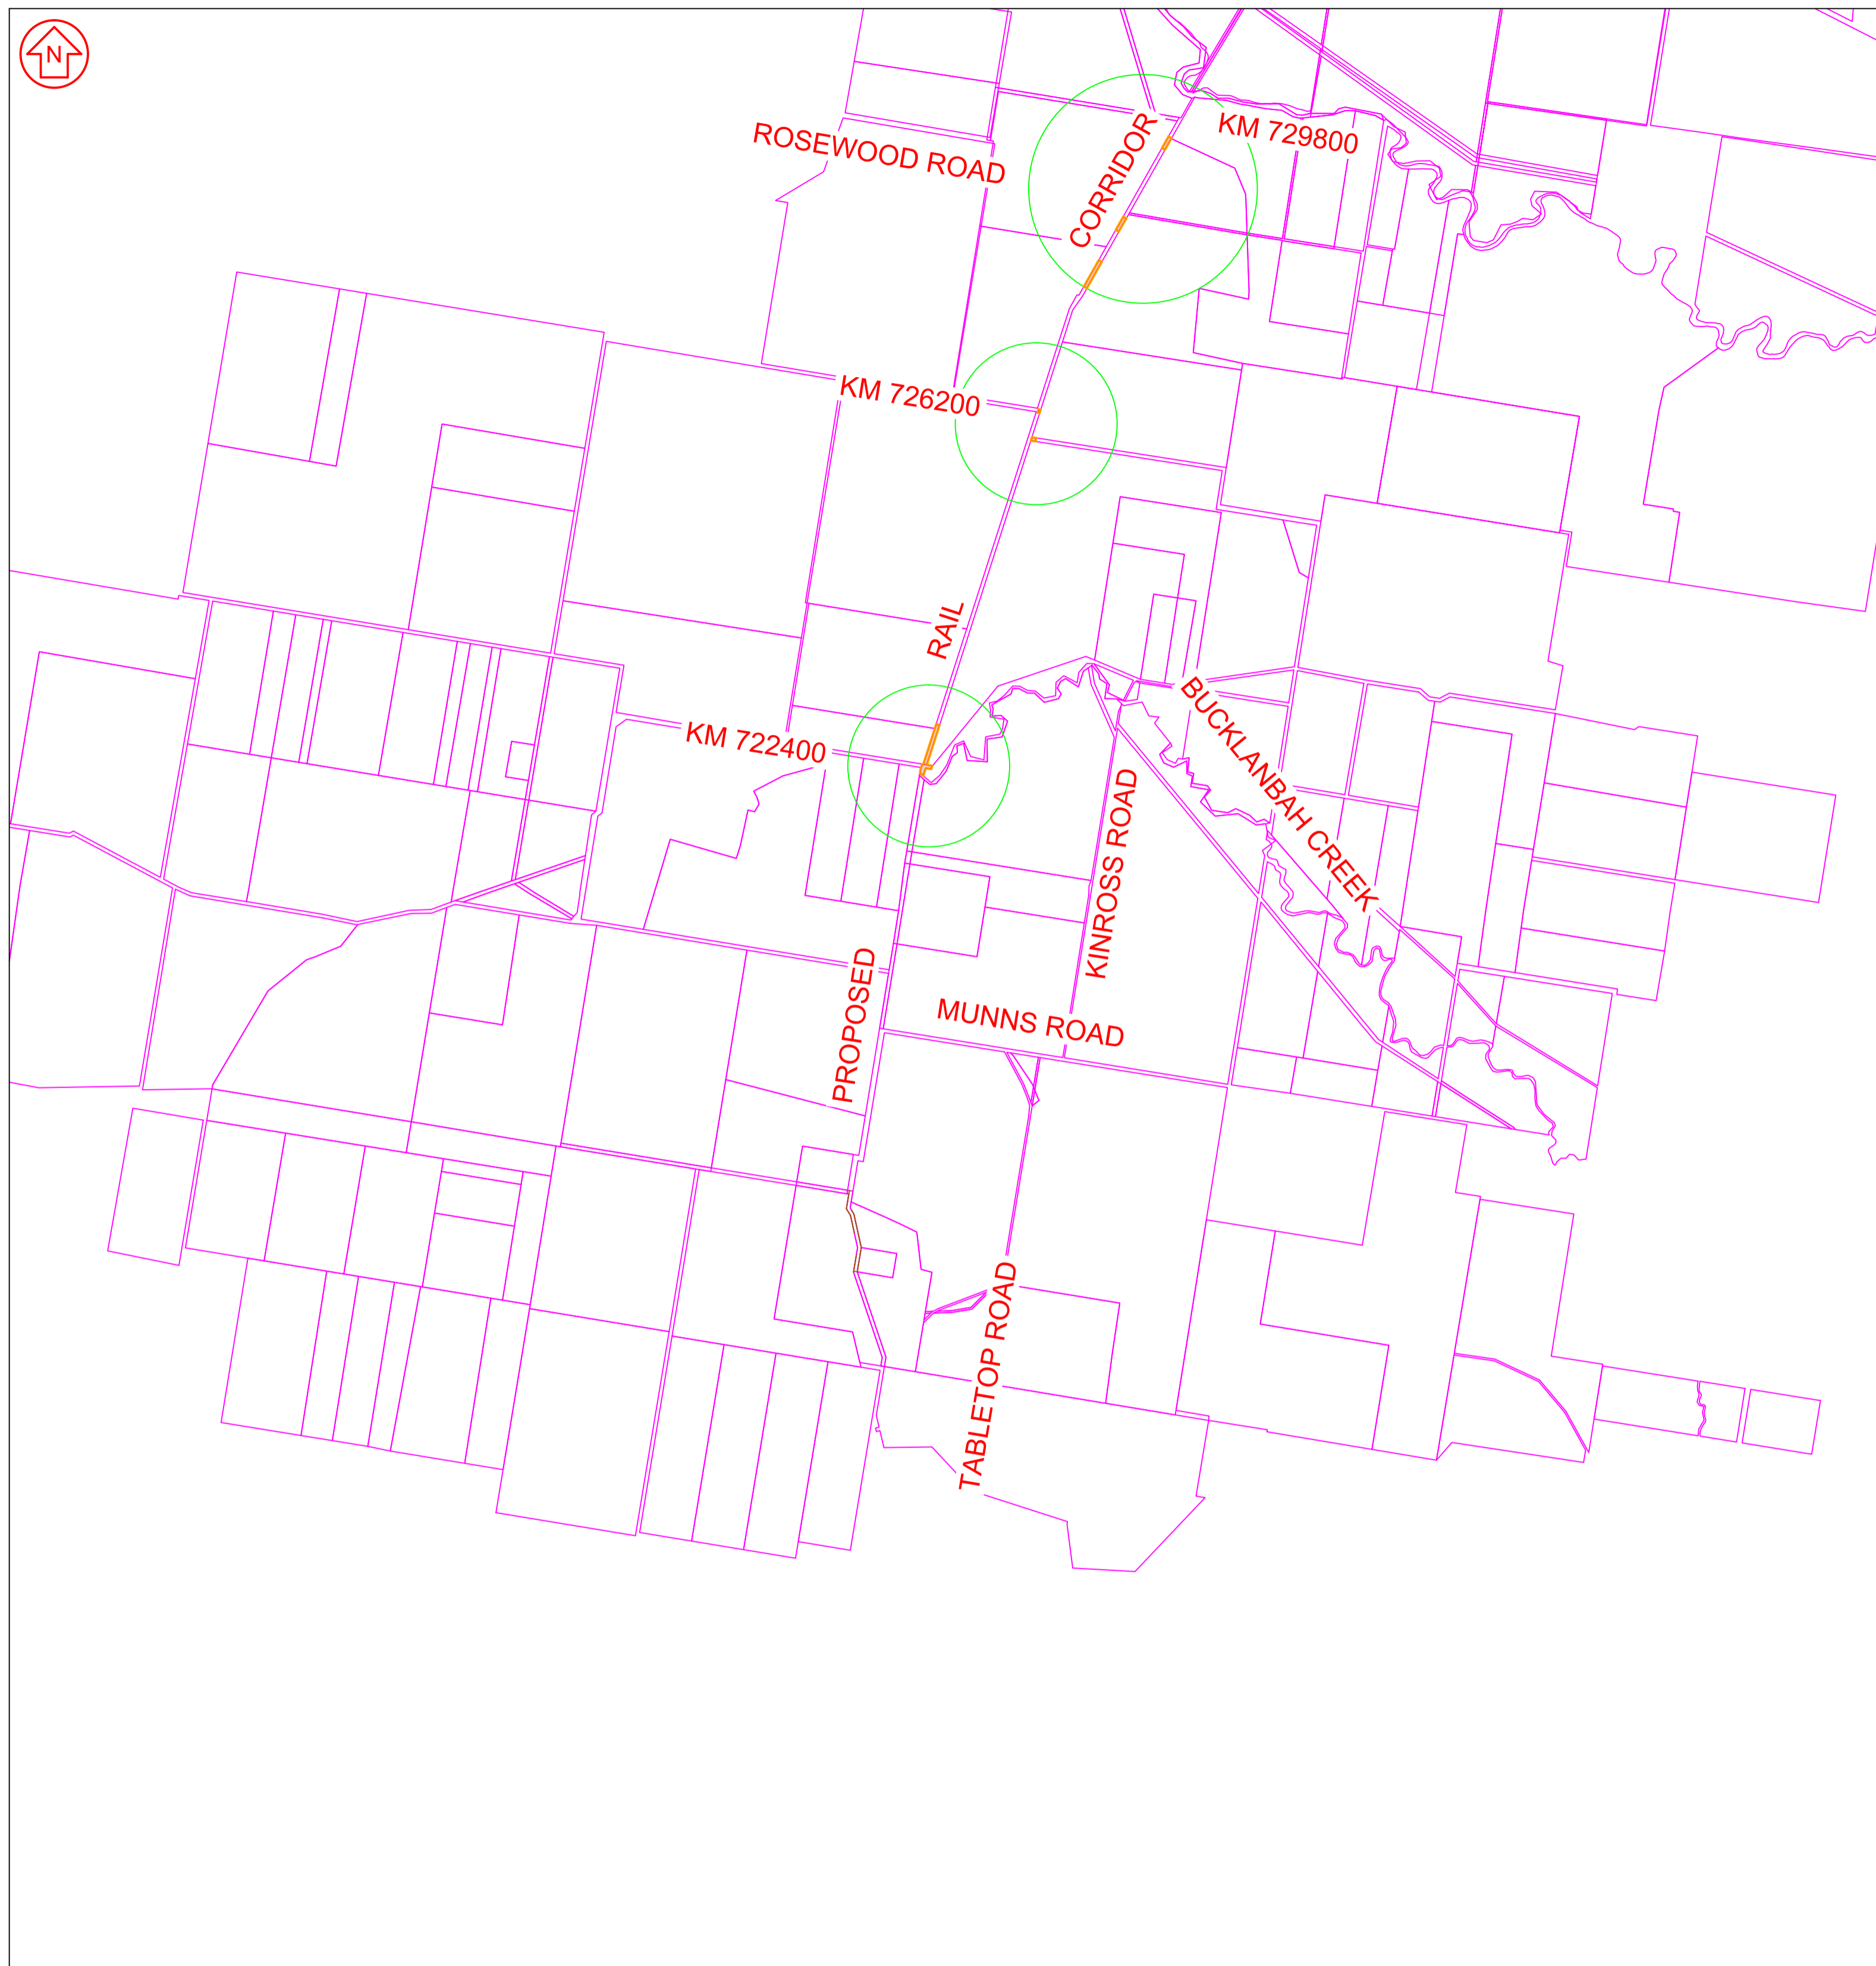 N
ROSEWOOD ROAD
CORRIDOR
KM 729800
KM 726200
RAIL
KM 722400
BUCKLANBAH CREEK
KINROSS ROAD
PROPOSED
MUNNS ROAD
TABLETOP ROAD